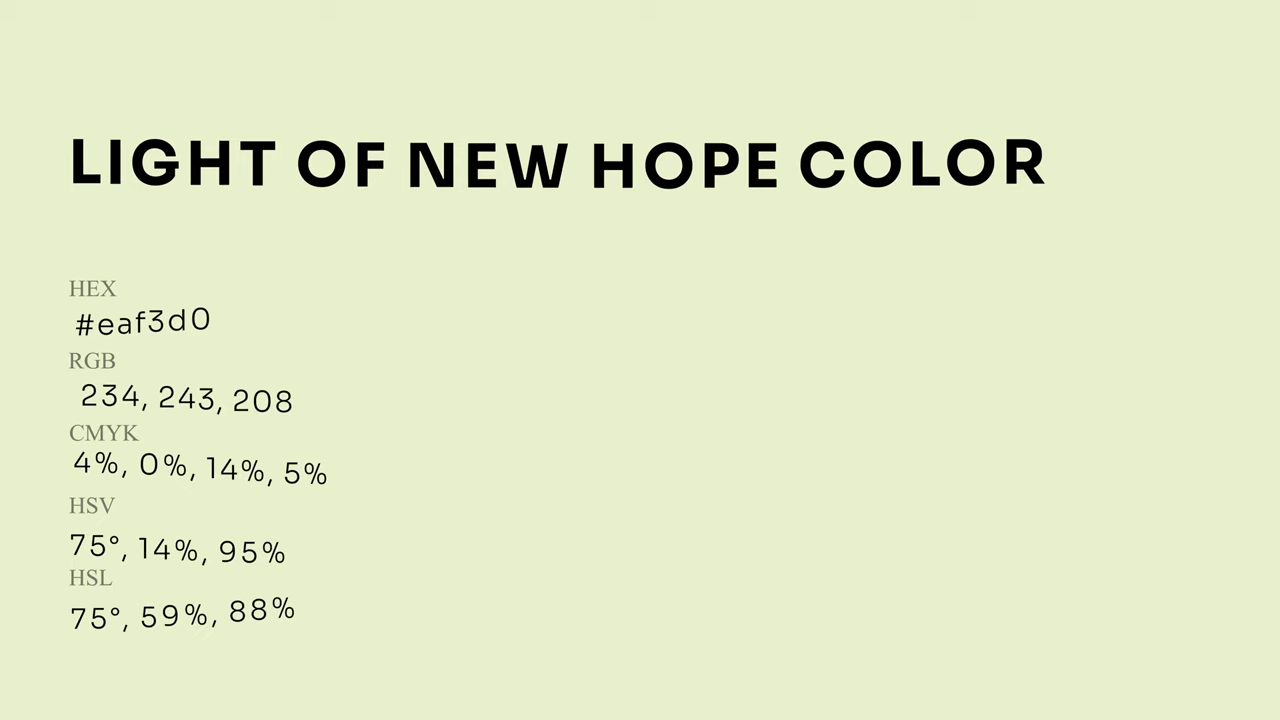 LIGHT OF NEW HOPE COLOR
HEX
#eaf3d0
RGB
234, 243, 208
CMYK
4%, 0%, 14%, 5%
HSV
75°, 14%, 95%
HSL
75°, 59%, 88%